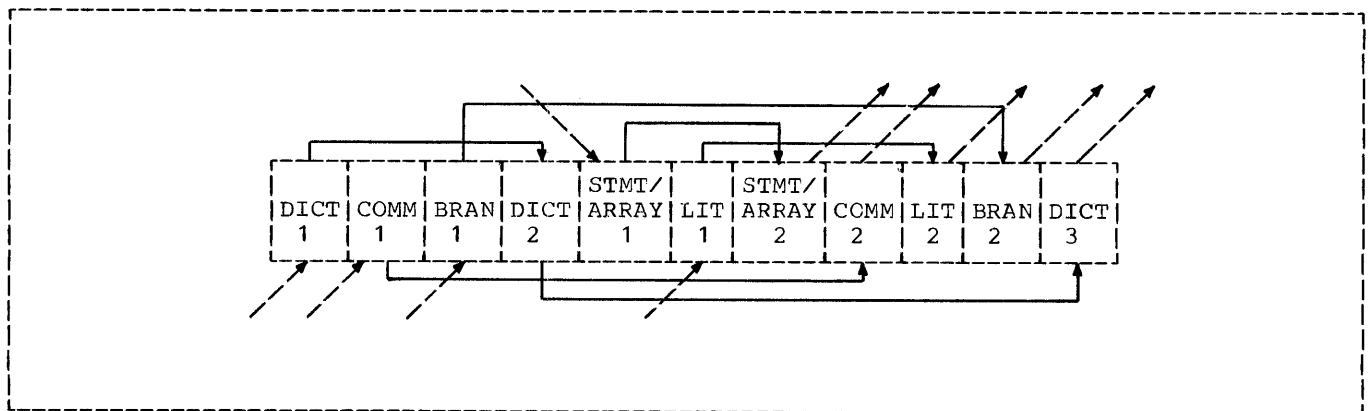 DICT 1
COMM 1
BRAN 1
DICT 2
STMT/ ARRAY 1
LIT 1
STMT/ ARRAY 2
COMM 2
LIT 2
BRAN 2
DICT 3